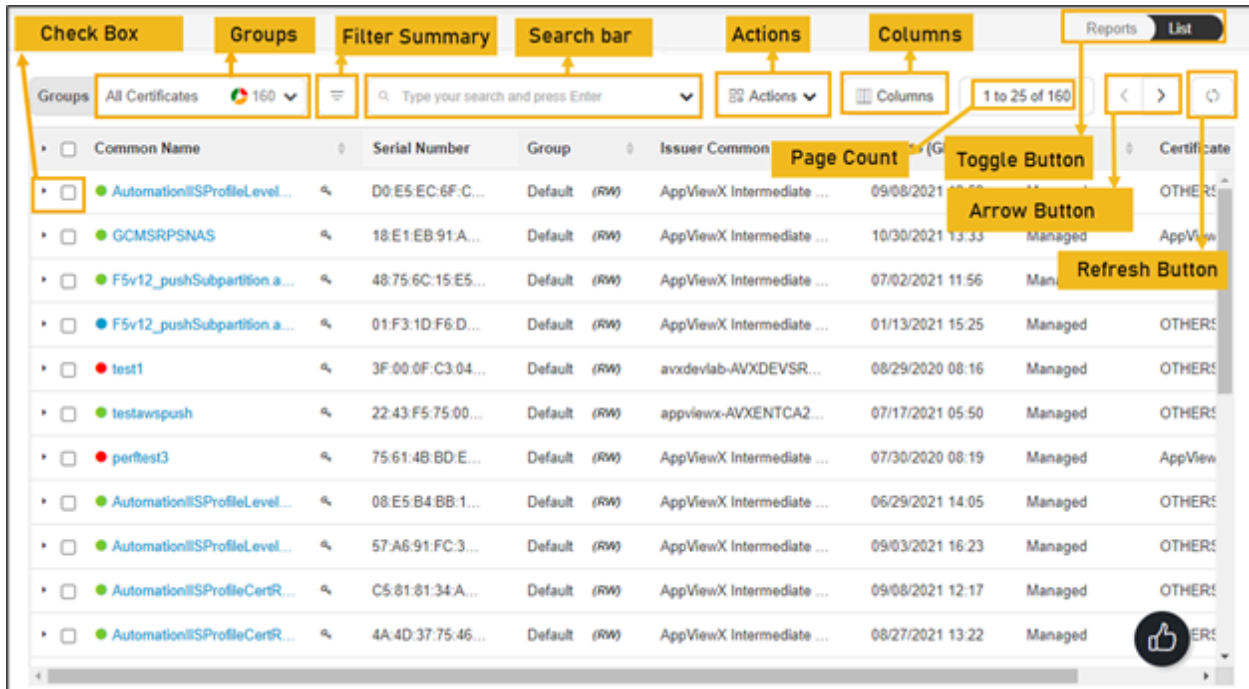 Check Box Groups Filter Summary Search bar Actions Columns Reports List
Groups All Certificates 160 Type your search and press Enter Actions Columns 1 to 25 of 160
Common Name Serial Number Group Issuer Common Page Count (G Toggle Button Certificate
AutomationIISProfileLevel... D0:E5:EC:6F:C... Default (RW) AppViewX Intermediate ... 09/08/2021 OTHERS
Arrow Button
GCMSRPSNAS 18:E1:EB:91:A... Default (RW) AppViewX Intermediate ... 10/30/2021 13:33 Managed AppView
Refresh Button
F5v12_pushSubpartition.a... 48:75:6C:15:E5... Default (RW) AppViewX Intermediate ... 07/02/2021 11:56 Man
F5v12_pushSubpartition.a... 01:F3:1D:F6:D... Default (RW) AppViewX Intermediate ... 01/13/2021 15:25 Managed OTHERS
test1 3F:00:0F:C3:04... Default (RW) avxdevlab-AVXDEVSR... 08/29/2020 08:16 Managed OTHERS
testawspush 22:43:F5:75:00... Default (RW) appviewx-AVXENTCA2... 07/17/2021 05:50 Managed OTHERS
perftest3 75:61:4B:BD:E... Default (RW) AppViewX Intermediate ... 07/30/2020 08:19 Managed AppView
AutomationIISProfileLevel... 08:E5:B4:BB:1... Default (RW) AppViewX Intermediate ... 06/29/2021 14:05 Managed OTHERS
AutomationIISProfileLevel... 57:A6:91:FC:3... Default (RW) AppViewX Intermediate ... 09/03/2021 16:23 Managed OTHERS
AutomationIISProfileCertR... C5:81:81:34:A... Default (RW) AppViewX Intermediate ... 09/08/2021 12:17 Managed OTHERS
AutomationIISProfileCertR... 4A:4D:37:75:46... Default (RW) AppViewX Intermediate ... 08/27/2021 13:22 Managed ERS